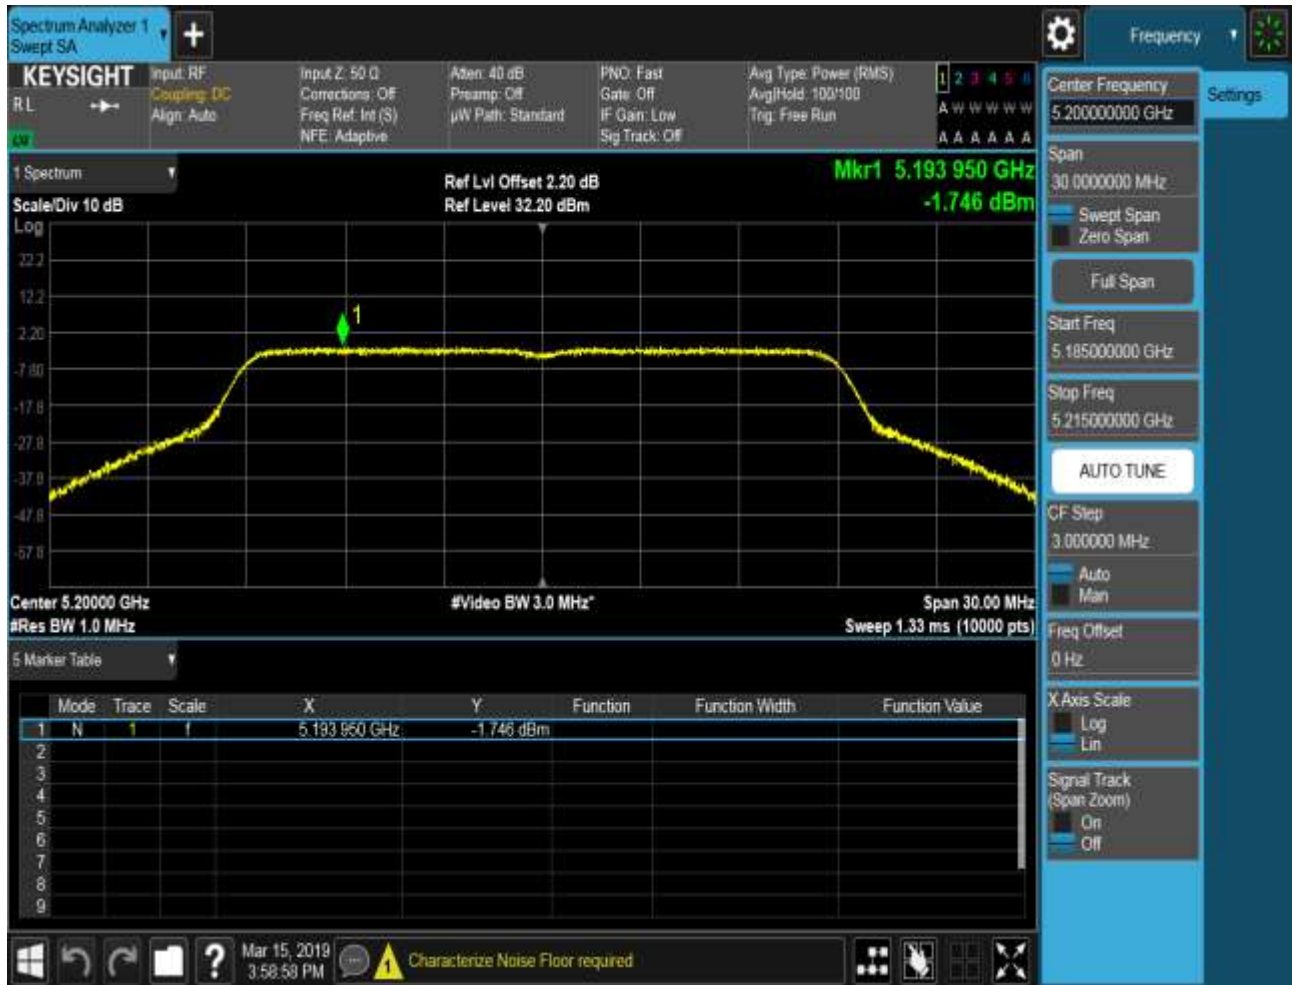 Spectrum Analyzer 1
Swept SA
+
Frequency
KEYSIGHT
RL
Input: RF
Coupling: DC
Align: Auto
Input Z: 50 Ω
Corrections: Off
Freq Ref: Int (S)
NFE: Adaptive
Atten: 40 dB
Preamp: Off
µW Path: Standard
PNO: Fast
Gate: Off
IF Gain: Low
Sig Track: Off
Avg Type: Power (RMS)
Avg|Hold: 100/100
Trig: Free Run
1 2 3 4 5 6
A W W W W W
A A A A A A
1 Spectrum
Scale/Div 10 dB
Ref Lvl Offset 2.20 dB
Ref Level 32.20 dBm
Mkr1 5.193 950 GHz
-1.746 dBm
Log
22.2
12.2
2.20
-7.80
-17.8
-27.8
-37.8
-47.8
-57.8
1
Center 5.20000 GHz
#Res BW 1.0 MHz
#Video BW 3.0 MHz*
Span 30.00 MHz
Sweep 1.33 ms (10000 pts)
5 Marker Table
Mode Trace Scale X Y Function Function Width Function Value
1 N 1 f 5.193 950 GHz -1.746 dBm
2
3
4
5
6
7
8
9
Mar 15, 2019
3:58:58 PM
Characterize Noise Floor required
Center Frequency
5.200000000 GHz
Settings
Span
30.0000000 MHz
Swept Span
Zero Span
Full Span
Start Freq
5.185000000 GHz
Stop Freq
5.215000000 GHz
AUTO TUNE
CF Step
3.000000 MHz
Auto
Man
Freq Offset
0 Hz
X Axis Scale
Log
Lin
Signal Track
(Span Zoom)
On
Off